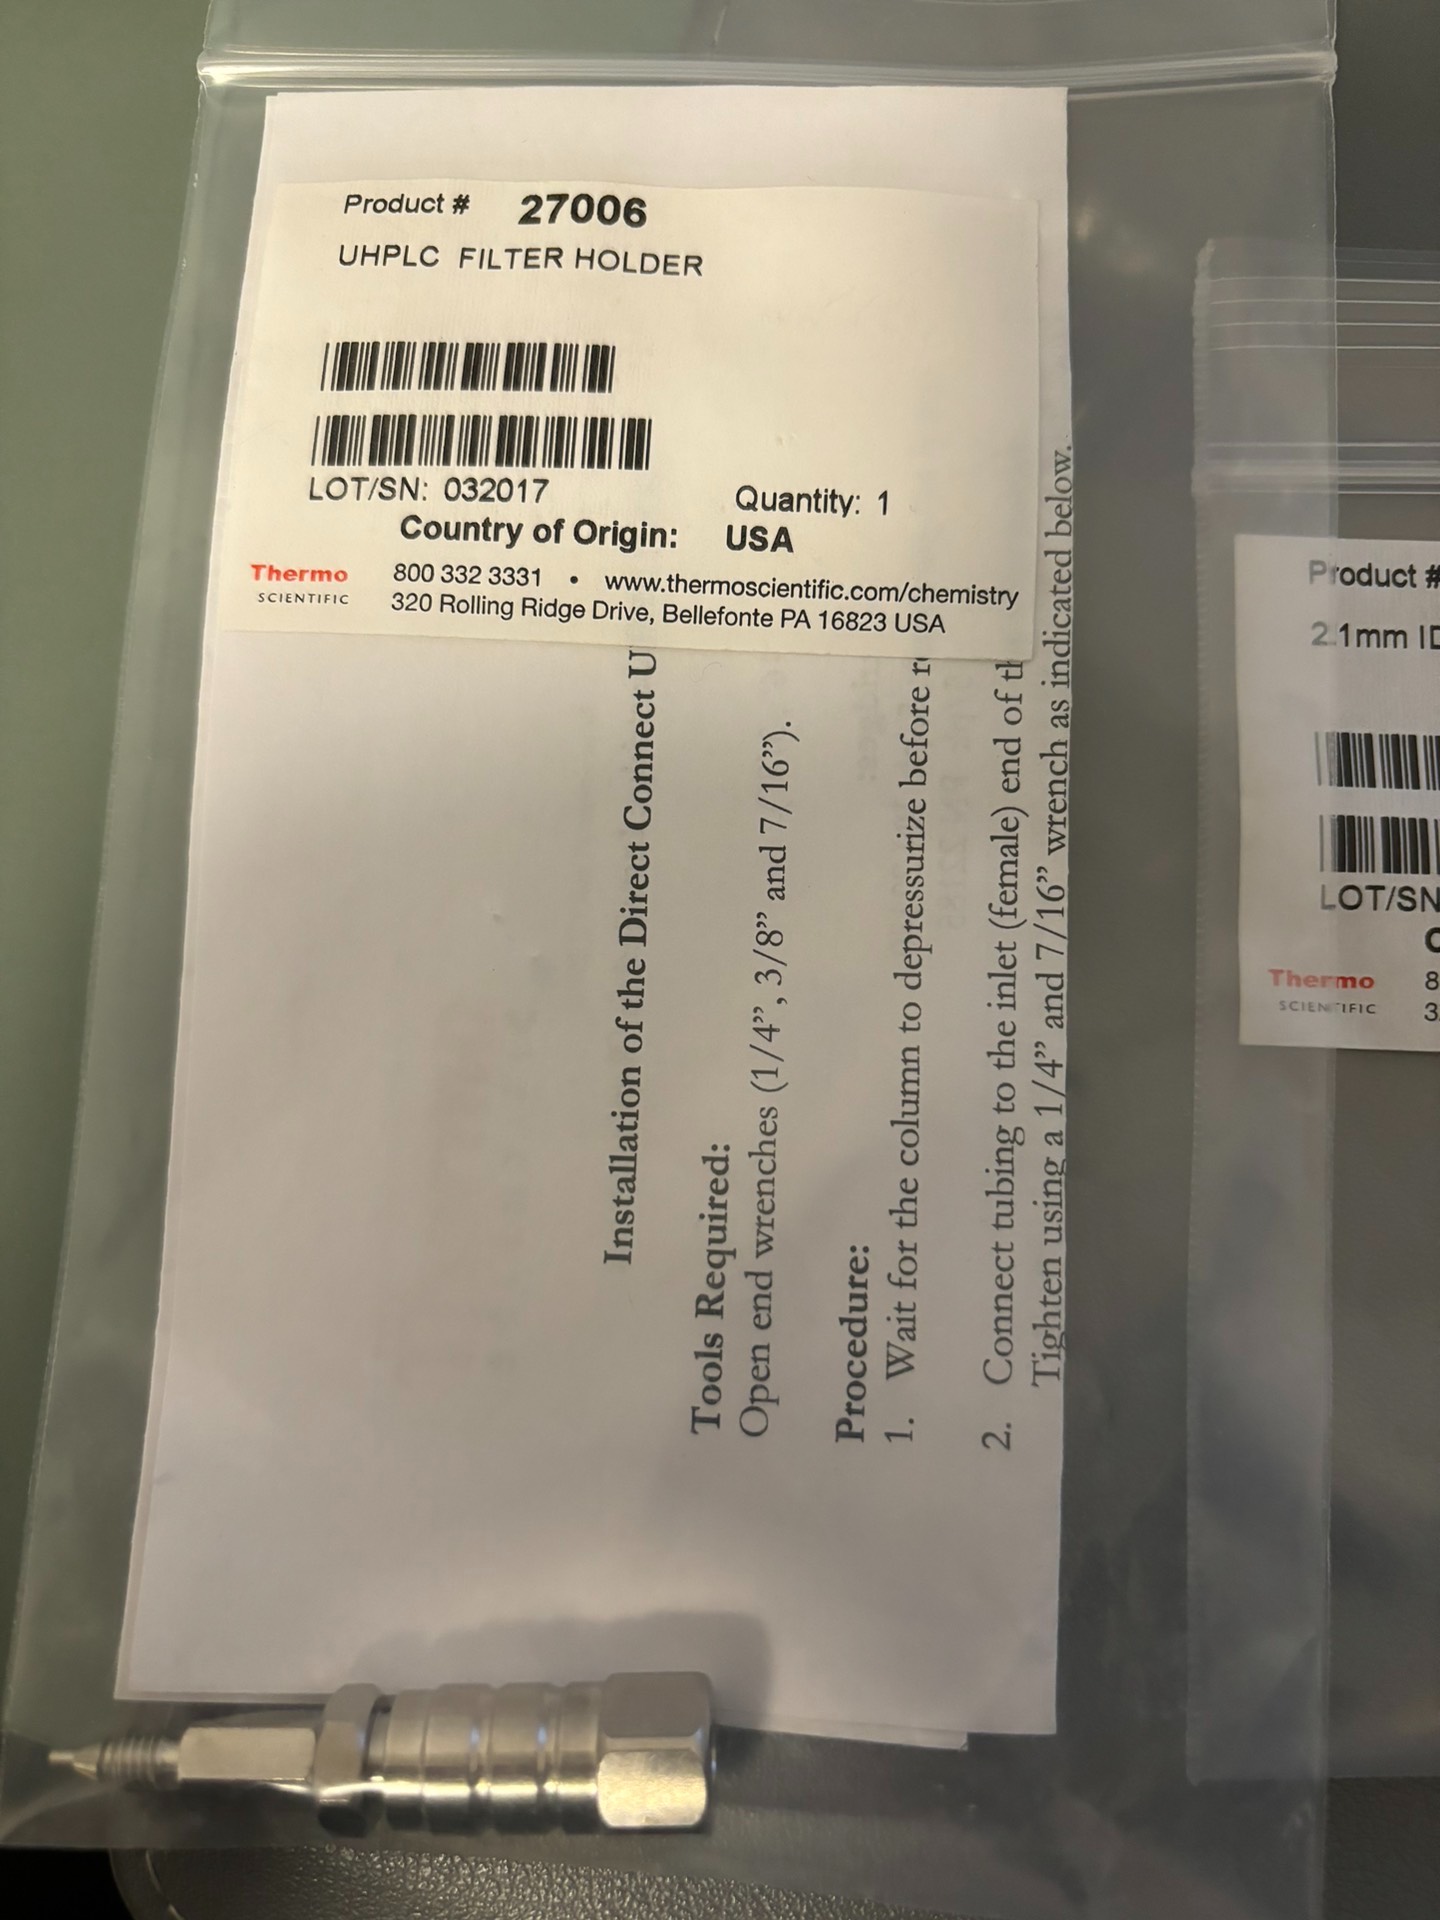 Product # 27006
UHPLC FILTER HOLDER
LOT/SN: 032017
Quantity: 1
Country of Origin: USA
Thermo
SCIENTIFIC
800 332 3331 • www.thermoscientific.com/chemistry
320 Rolling Ridge Drive, Bellefonte PA 16823 USA
Installation of the Direct Connect U
Tools Required:
Open end wrenches (1/4”, 3/8” and 7/16”).
Procedure:
1. Wait for the column to depressurize before
2. Connect tubing to the inlet (female) end of
Tighten using a 1/4” and 7/16” wrench as indicated below.
Product #
2.1mm ID
LOT/SN
Thermo
SCIENTIFIC
8
3